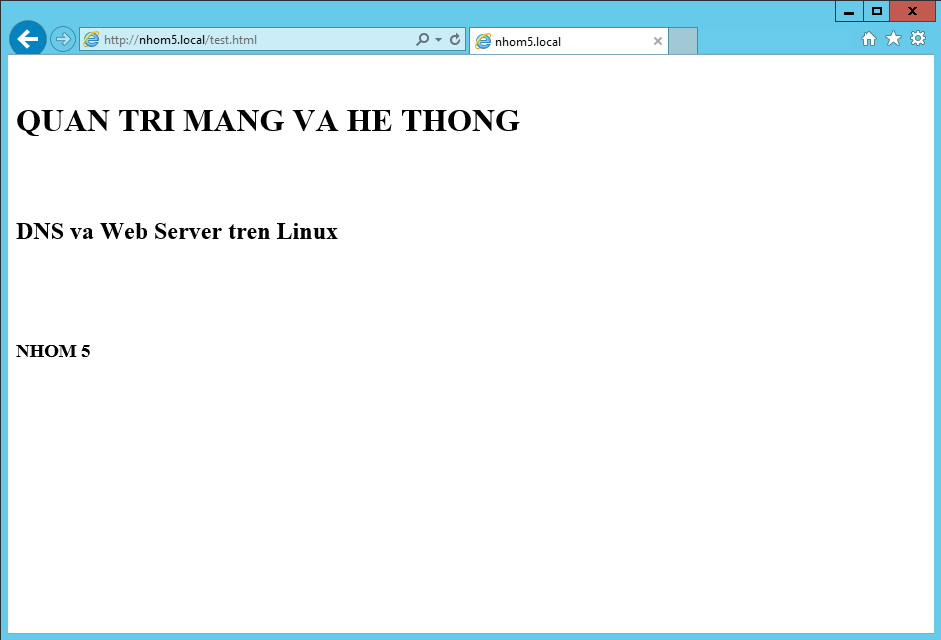 http://nhom5.local/test.html
nhom5.local
QUAN TRI MANG VA HE THONG
DNS va Web Server tren Linux
NHOM 5